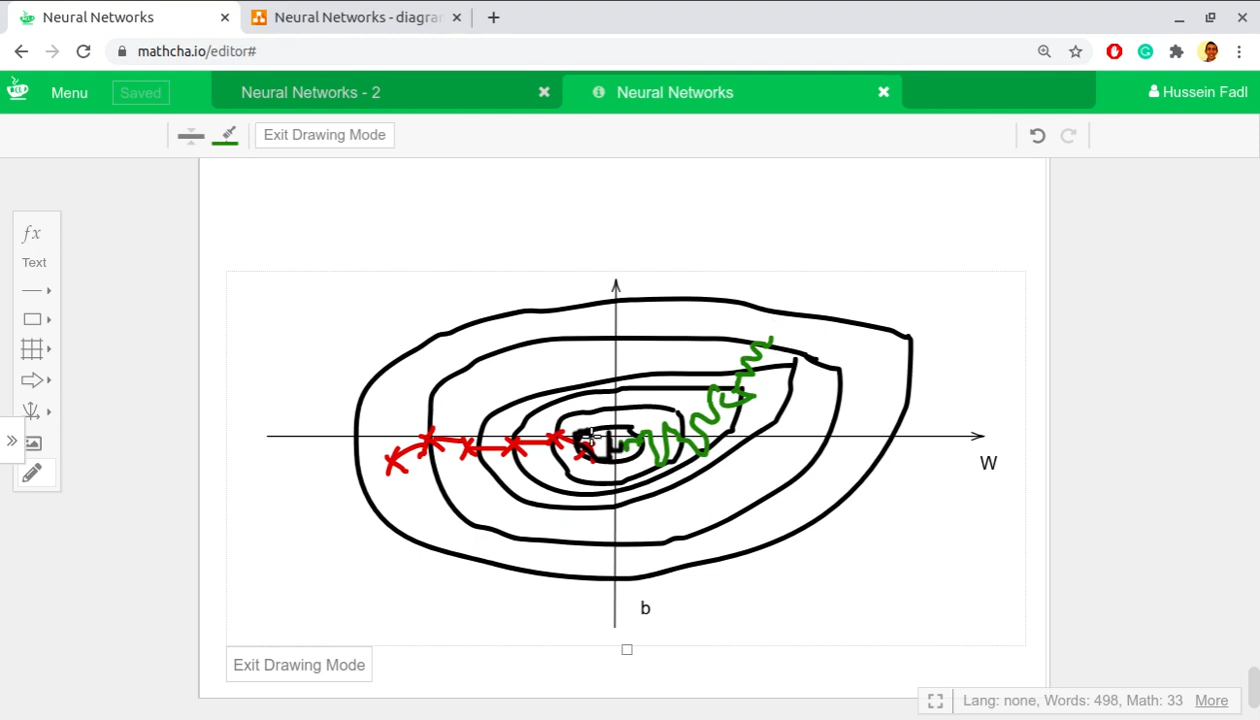 Neural Networks
Neural Networks - diagra
mathcha.io/editor#
Menu
Saved
Neural Networks - 2
Neural Networks
Hussein Fadl
Exit Drawing Mode
fx
Text
W
b
Exit Drawing Mode
Lang: none, Words: 498, Math: 33 More